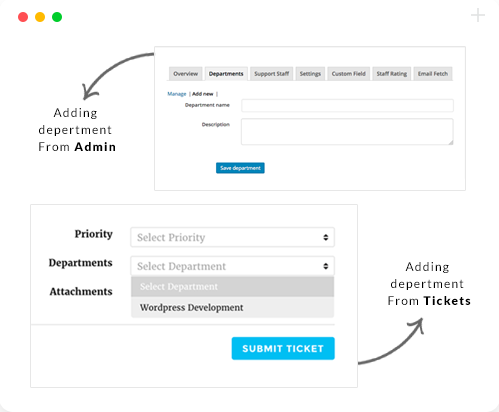 Overview Departments Support Staff Settings Custom Field Staff Rating Email Fetch
Manage | Add new |
Department name
Description
Save department
Adding
depertment
From Admin
Priority Select Priority
Departments Select Department
Attachments Select Department
Wordpress Development
SUBMIT TICKET
Adding
depertment
From Tickets